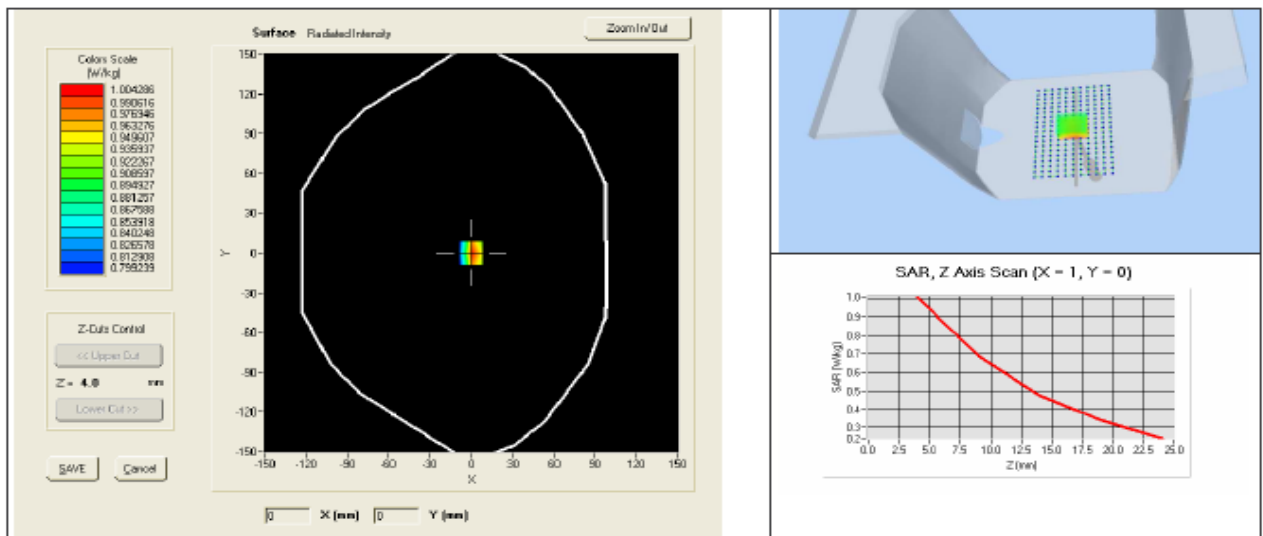 Surface Radiated Intensity
Zoom In/Out
Colors Scale
(W/kg)
1.004286
0.990616
0.976946
0.963276
0.949607
0.935937
0.922267
0.908597
0.894927
0.881257
0.867588
0.853918
0.840248
0.826578
0.812908
0.799239
Z-Cuts Control
<< Upper Cut
Z = 4.0 mm
Lower Cut >>
SAVE Cancel
150
120
90
60
30
0
-30
-60
-90
-120
-150
Y
-150 -120 -90 -60 -30 0 30 60 90 120 150
X
0 X (mm) 0 Y (mm)
SAR, Z Axis Scan (X = 1, Y = 0)
1.0
0.9
0.8
0.7
0.6
0.5
0.4
0.3
0.2
SAR (W/kg)
0.0 2.5 5.0 7.5 10.0 12.5 15.0 17.5 20.0 22.5 25.0
Z (mm)